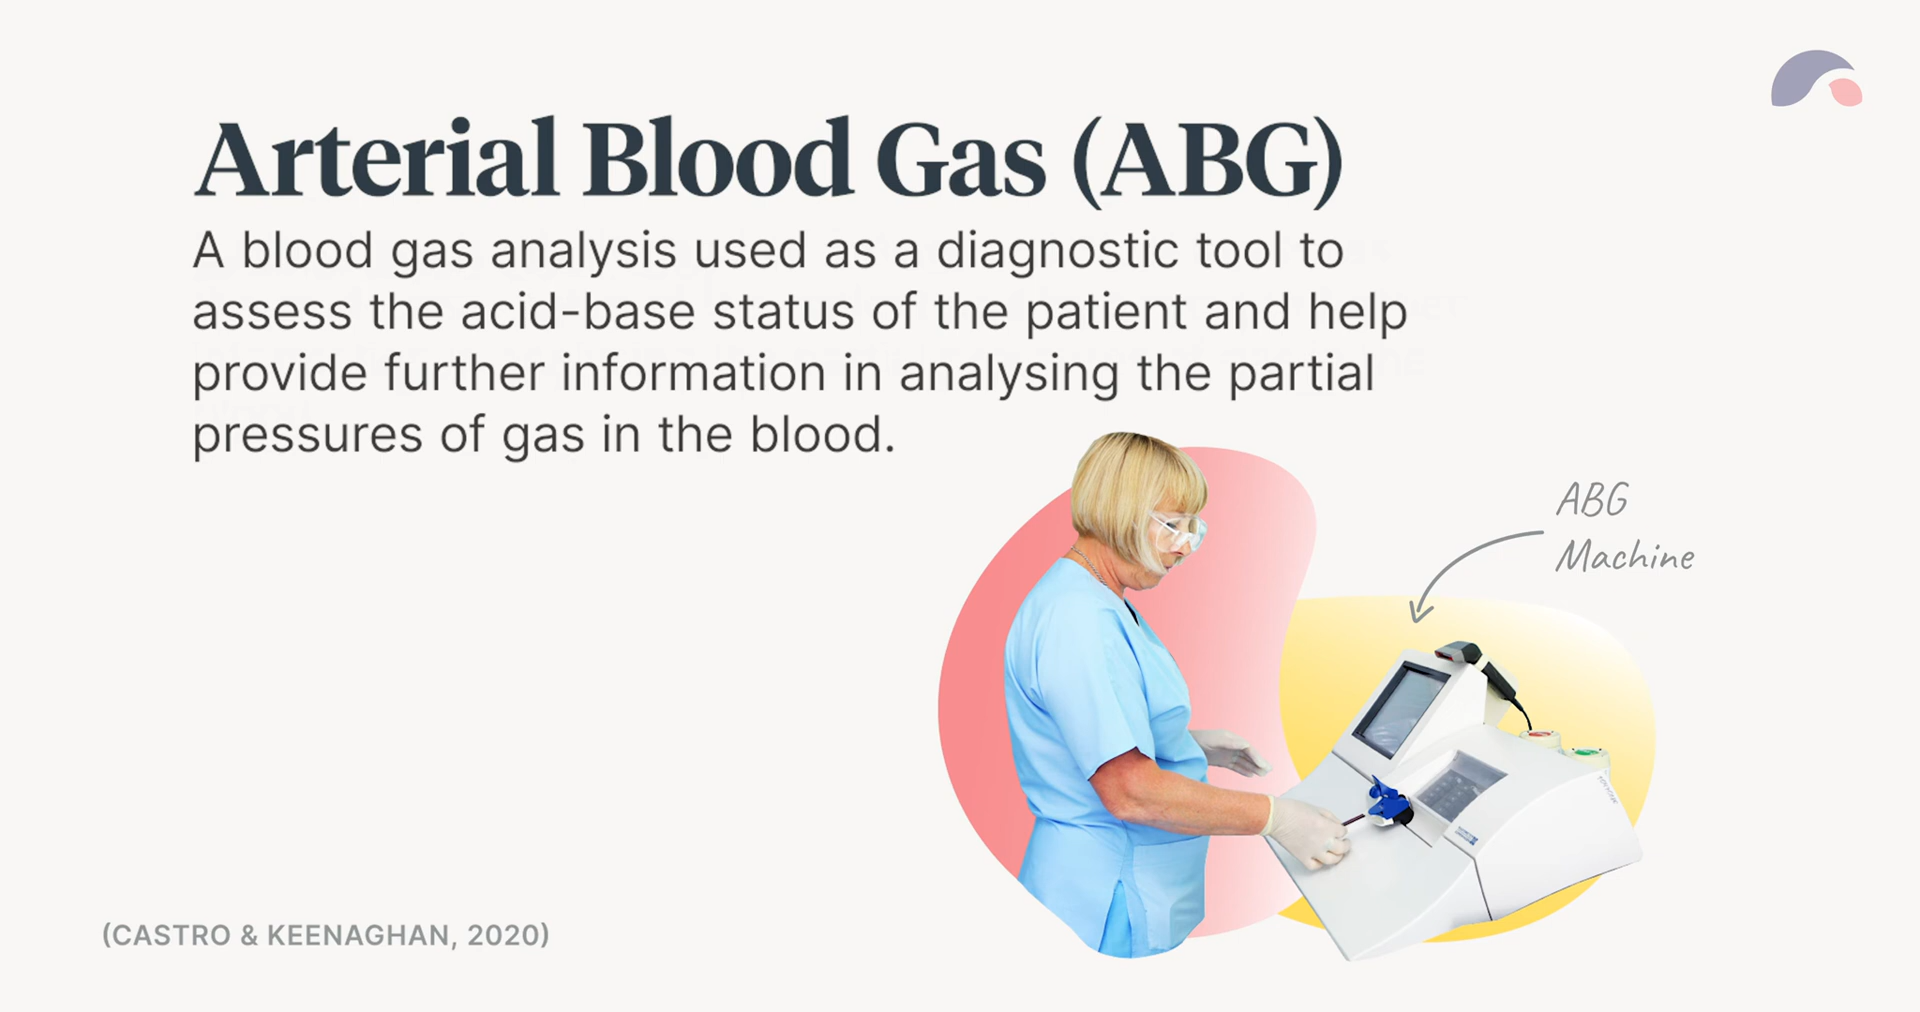 Arterial Blood Gas (ABG)
A blood gas analysis used as a diagnostic tool to
assess the acid-base status of the patient and help
provide further information in analysing the partial
pressures of gas in the blood.
ABG
Machine
(CASTRO & KEENAGHAN, 2020)